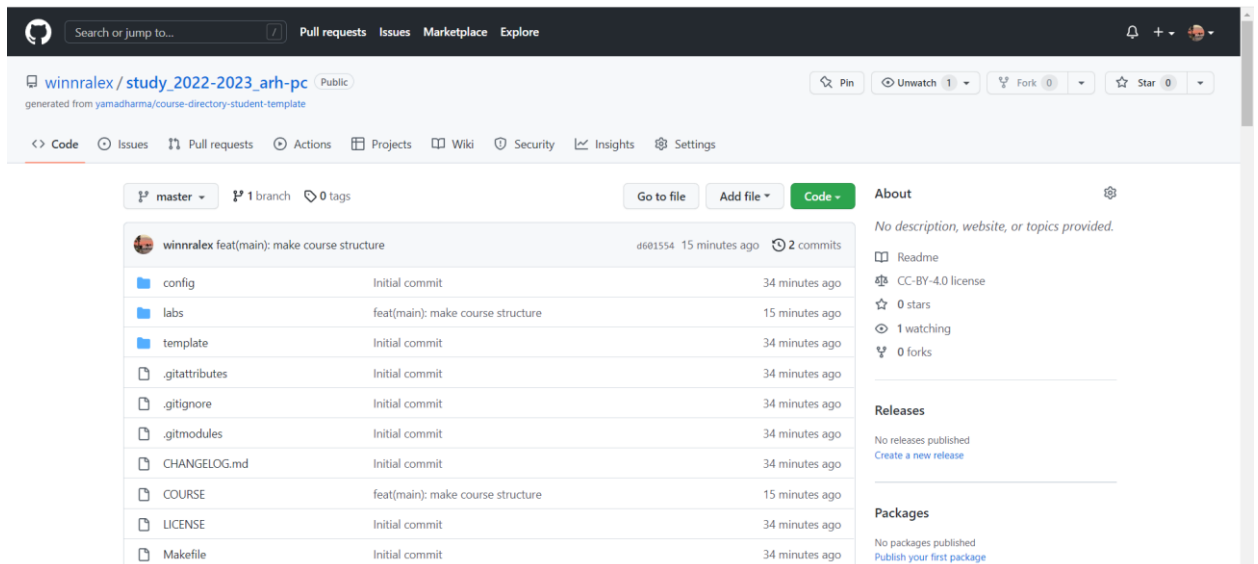 Search or jump to... /
Pull requests Issues Marketplace Explore
winnralex / study_2022-2023_arh-pc Public
Pin Unwatch 1 Fork 0 Star 0
generated from yamadharma/course-directory-student-template
Code Issues Pull requests Actions Projects Wiki Security Insights Settings
master 1 branch 0 tags Go to file Add file Code
winnralex feat(main): make course structure d601554 15 minutes ago 2 commits
config Initial commit 34 minutes ago
labs feat(main): make course structure 15 minutes ago
template Initial commit 34 minutes ago
.gitattributes Initial commit 34 minutes ago
.gitignore Initial commit 34 minutes ago
.gitmodules Initial commit 34 minutes ago
CHANGELOG.md Initial commit 34 minutes ago
COURSE feat(main): make course structure 15 minutes ago
LICENSE Initial commit 34 minutes ago
Makefile Initial commit 34 minutes ago
About
No description, website, or topics provided.
Readme
CC-BY-4.0 license
0 stars
1 watching
0 forks
Releases
No releases published
Create a new release
Packages
No packages published
Publish your first package